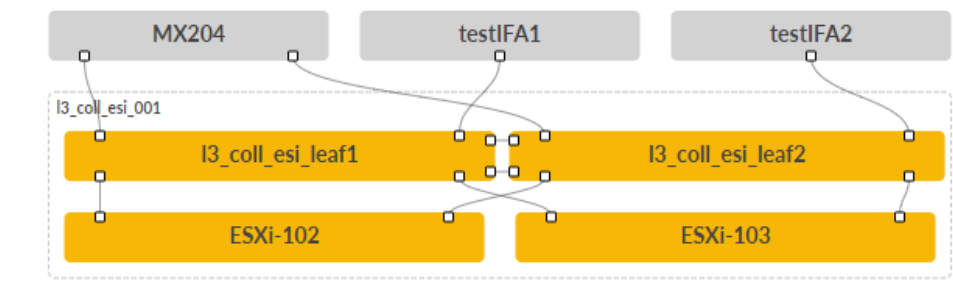 MX204
testIFA1
testIFA2
l3_coll_esi_001
l3_coll_esi_leaf1
l3_coll_esi_leaf2
ESXi-102
ESXi-103